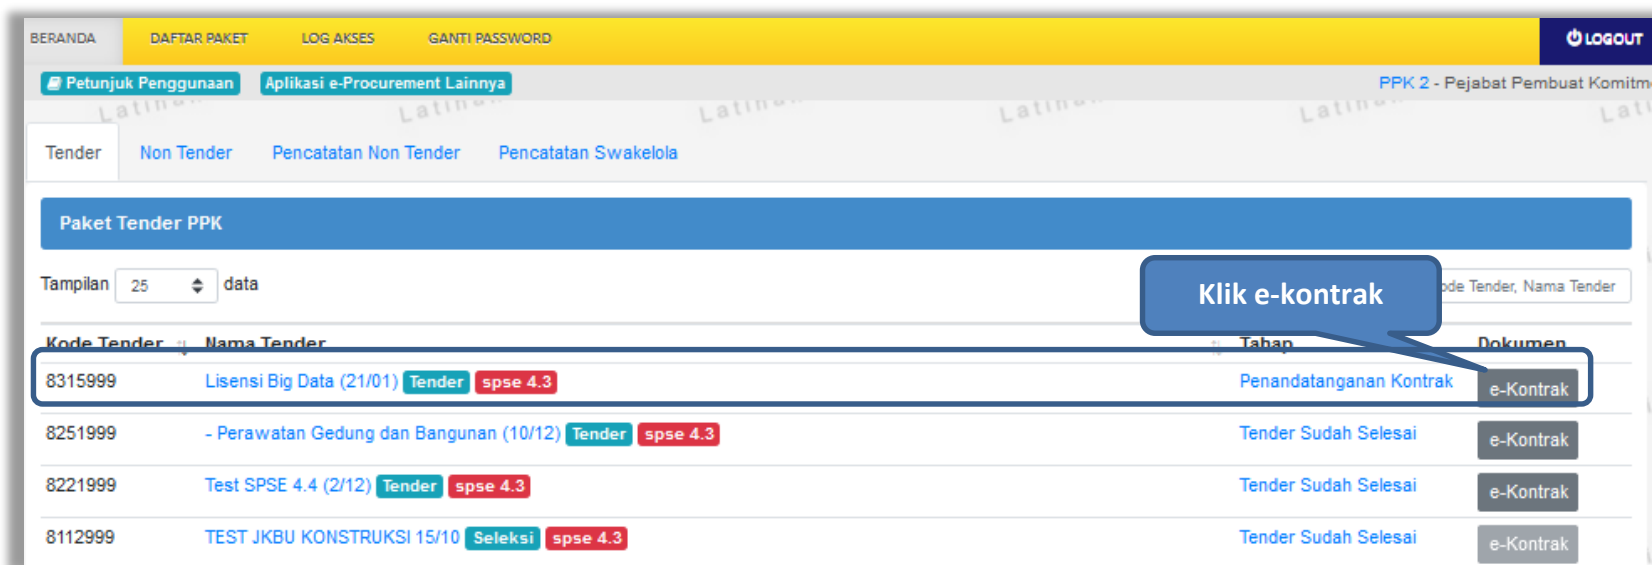 BERANDA DAFTAR PAKET LOG AKSES GANTI PASSWORD LOGOUT
Petunjuk Penggunaan Aplikasi e-Procurement Lainnya PPK 2 - Pejabat Pembuat
Tender Non Tender Pencatatan Non Tender Pencatatan Swakelola
Paket Tender PPK
Tampilan 25 data Tender, Nama Tender
Klik e-kontrak
Kode Tender Nama Tender Tahap Dokumen
8315999 Lisensi Big Data (21/01) Tender spse 4.3 Penandatanganan Kontrak e-Kontrak
8251999 - Perawatan Gedung dan Bangunan (10/12) Tender spse 4.3 Tender Sudah Selesai e-Kontrak
8221999 Test SPSE 4.4 (2/12) Tender spse 4.3 Tender Sudah Selesai e-Kontrak
8112999 TEST JKBU KONSTRUKSI 15/10 Seleksi spse 4.3 Tender Sudah Selesai e-Kontrak